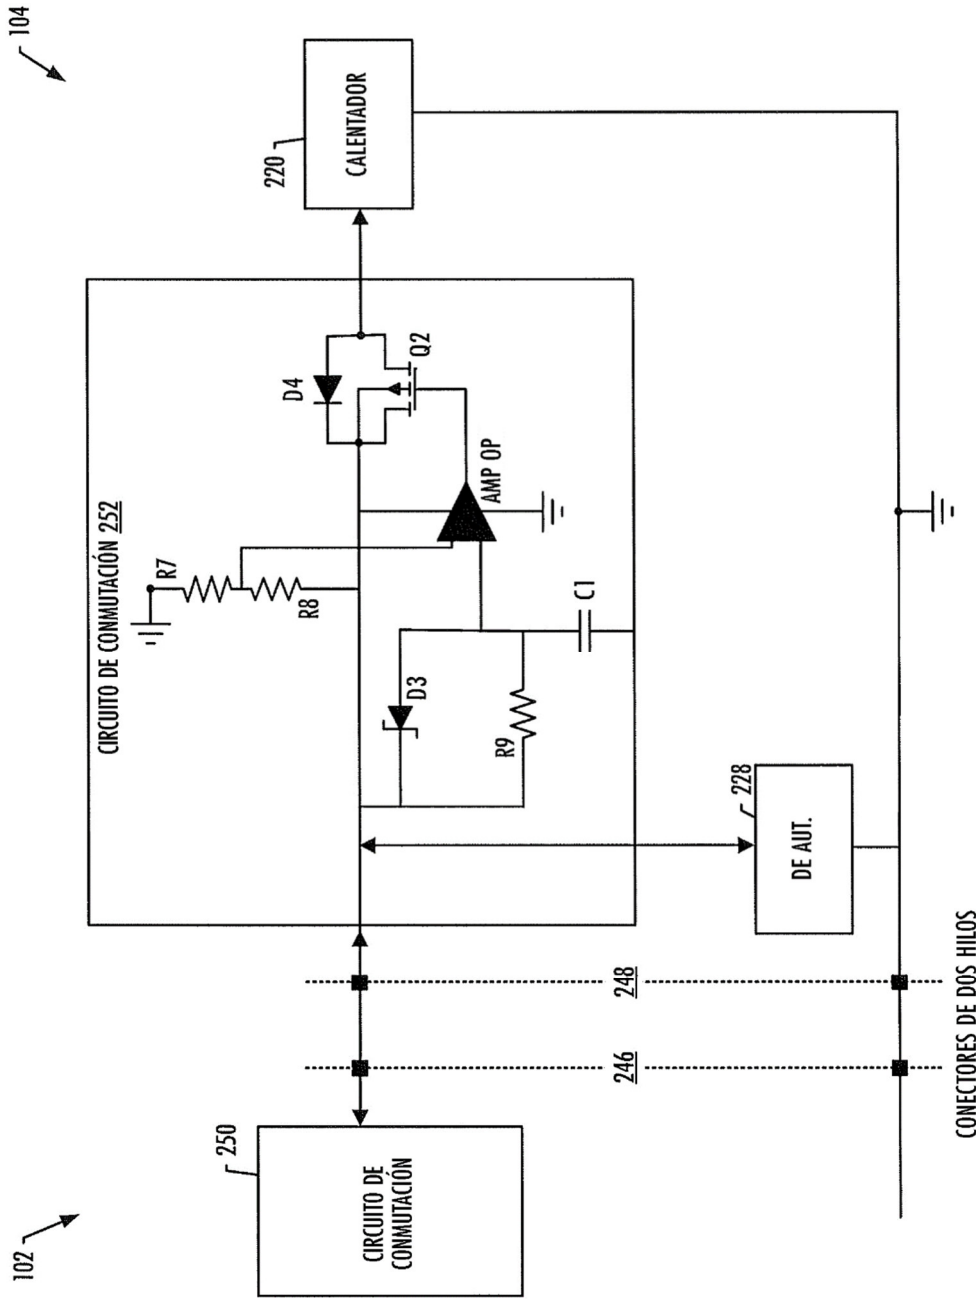 102
104
CIRCUITO DE
CONMUTACIÓN
250
246
248
CONECTORES DE DOS HILOS
CIRCUITO DE CONMUTACIÓN 252
R7
R8
D3
R9
C1
AMP OP
D4
Q2
DE AUT.
228
CALENTADOR
220